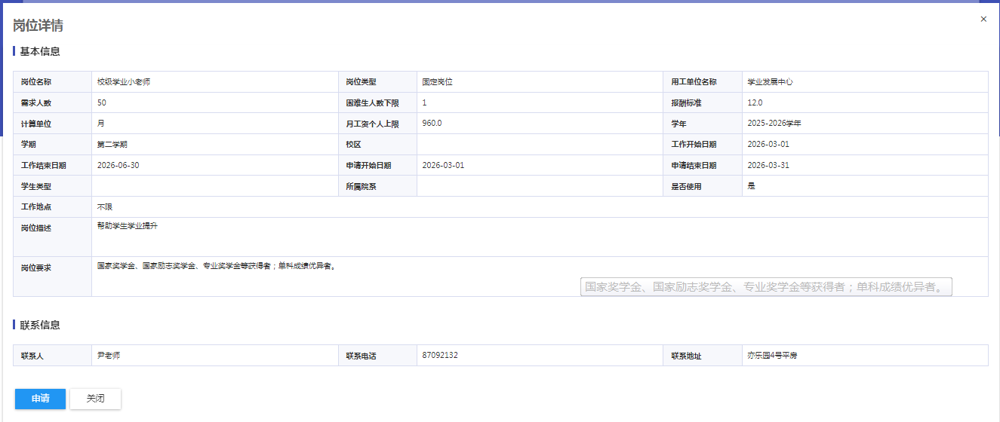 岗位详情
×
基本信息
岗位名称 校级学业小老师 岗位类型 固定岗位 用工单位名称 学业发展中心
需求人数 50 困难生人数下限 1 报酬标准 12.0
计算单位 月 月工资个人上限 960.0 学年 2025-2026学年
学期 第二学期 校区 工作开始日期 2026-03-01
工作结束日期 2026-06-30 申请开始日期 2026-03-01 申请结束日期 2026-03-31
学生类型 所属院系 是否使用 是
工作地点 不限
岗位描述 帮助学生学业提升
岗位要求 国家奖学金、国家励志奖学金、专业奖学金等获得者；单科成绩优异者。
国家奖学金、国家励志奖学金、专业奖学金等获得者；单科成绩优异者。
联系信息
联系人 尹老师 联系电话 87092132 联系地址 亦乐园4号平房
申请 关闭